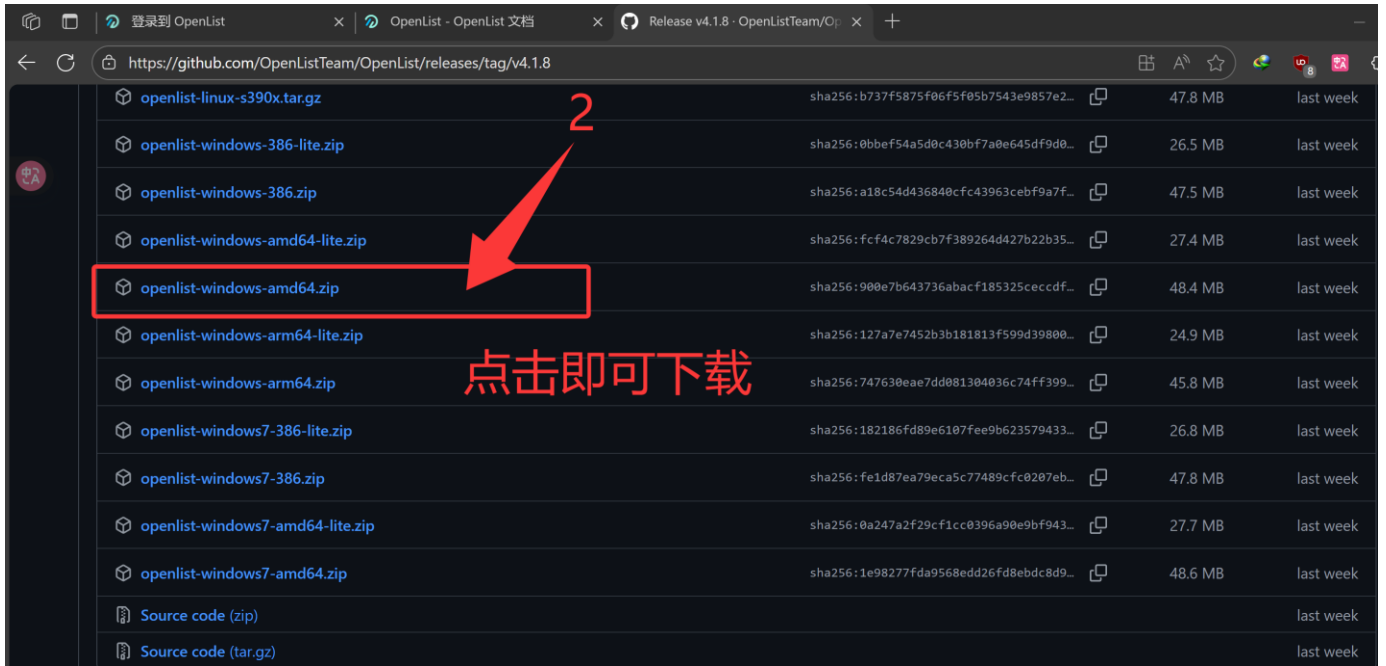 登录到 OpenList
OpenList - OpenList 文档
Release v4.1.8 · OpenListTeam/Op
https://github.com/OpenListTeam/OpenList/releases/tag/v4.1.8
openlist-linux-s390x.tar.gz sha256:b737f5875f06f5f05b7543e9857e2… 47.8 MB last week
2
openlist-windows-386-lite.zip sha256:0bbef54a5d0c430bf7a0e645df9d0… 26.5 MB last week
openlist-windows-386.zip sha256:a18c54d436840cfc43963cebf9a7f… 47.5 MB last week
openlist-windows-amd64-lite.zip sha256:fcf4c7829cb7f389264d427b22b35… 27.4 MB last week
openlist-windows-amd64.zip sha256:900e7b643736abacf185325ceccdf… 48.4 MB last week
openlist-windows-arm64-lite.zip sha256:127a7e7452b3b181813f599d39800… 24.9 MB last week
点击即可下载
openlist-windows-arm64.zip sha256:747630eae7dd081304036c74ff399… 45.8 MB last week
openlist-windows7-386-lite.zip sha256:182186fd89e6107fee9b623579433… 26.8 MB last week
openlist-windows7-386.zip sha256:fe1d87ea79eca5c77489cfc0207eb… 47.8 MB last week
openlist-windows7-amd64-lite.zip sha256:0a247a2f29cf1cc0396a90e9bf943… 27.7 MB last week
openlist-windows7-amd64.zip sha256:1e98277fda9568edd26fd8ebdc8d9… 48.6 MB last week
Source code (zip) last week
Source code (tar.gz) last week